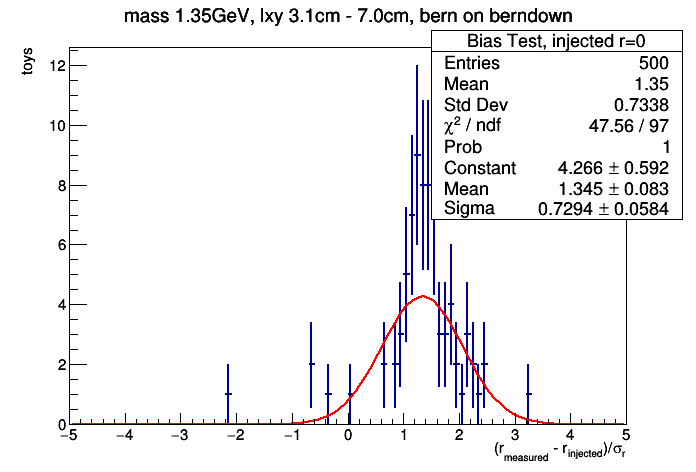 mass 1.35GeV, lxy 3.1cm - 7.0cm, bern on berndown
Bias Test, injected r=0
Entries 500
Mean 1.35
Std Dev 0.7338
χ² / ndf 47.56 / 97
Prob 1
Constant 4.266 ± 0.592
Mean 1.345 ± 0.083
Sigma 0.7294 ± 0.0584
toys
12
10
8
6
4
2
0
−5 −4 −3 −2 −1 0 1 2 3 4 5
(r_measured - r_injected)/σ_r